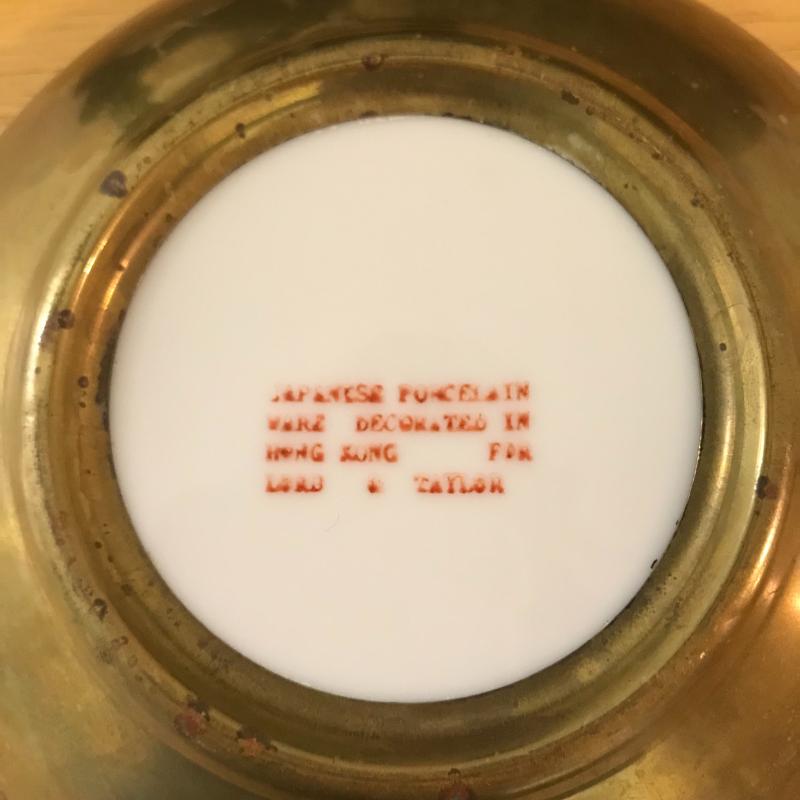 JAPANESE PORCELAIN
WARE DECORATED IN
HONG KONG FOR
LORD & TAYLOR